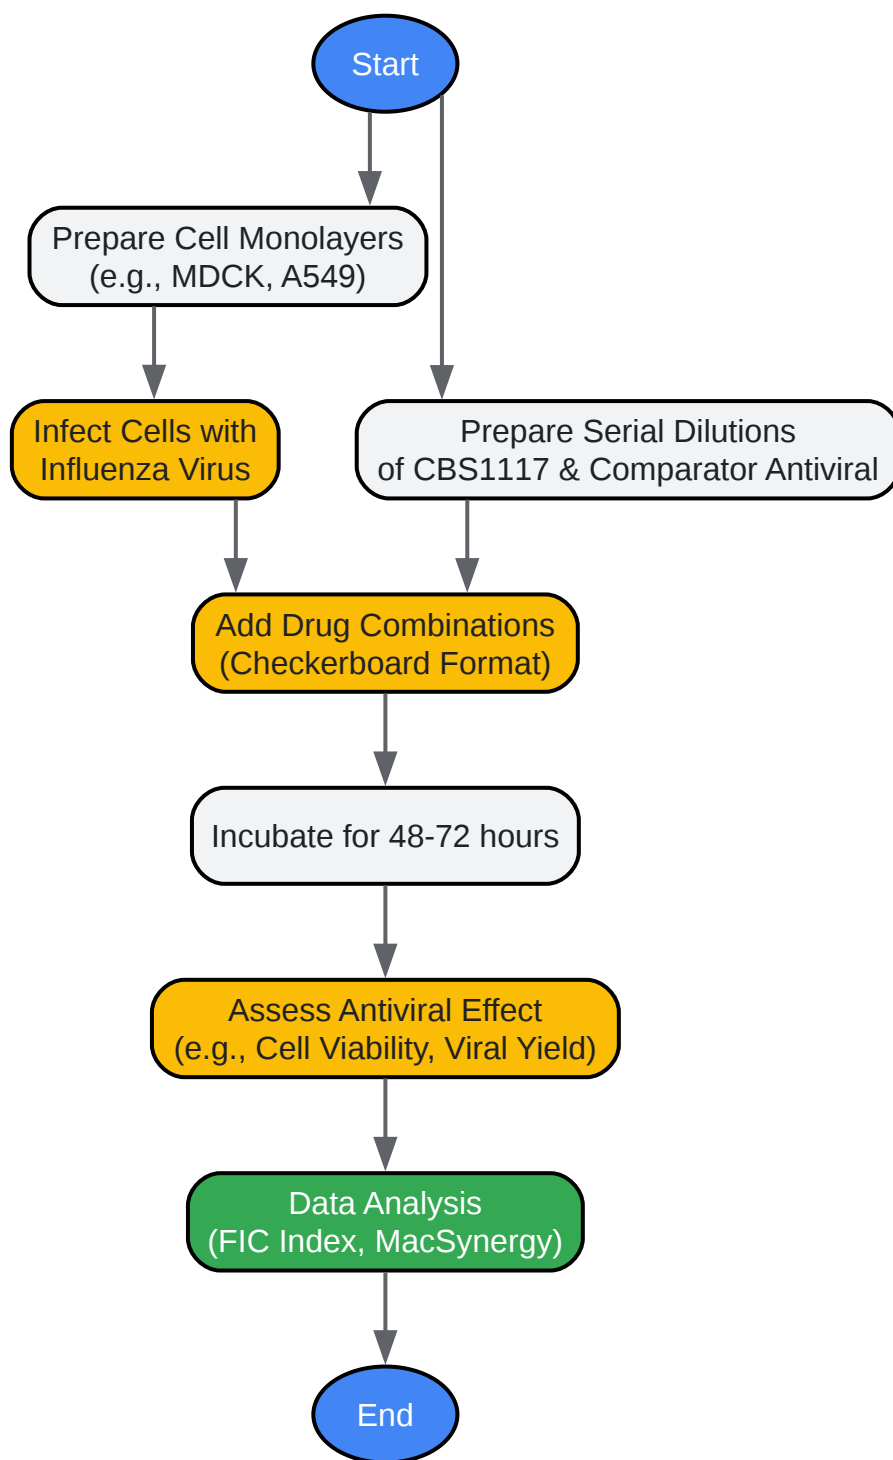 Start
Prepare Cell Monolayers
(e.g., MDCK, A549)
Infect Cells with
Influenza Virus
Prepare Serial Dilutions
of CBS1117 & Comparator Antiviral
Add Drug Combinations
(Checkerboard Format)
Incubate for 48-72 hours
Assess Antiviral Effect
(e.g., Cell Viability, Viral Yield)
Data Analysis
(FIC Index, MacSynergy)
End